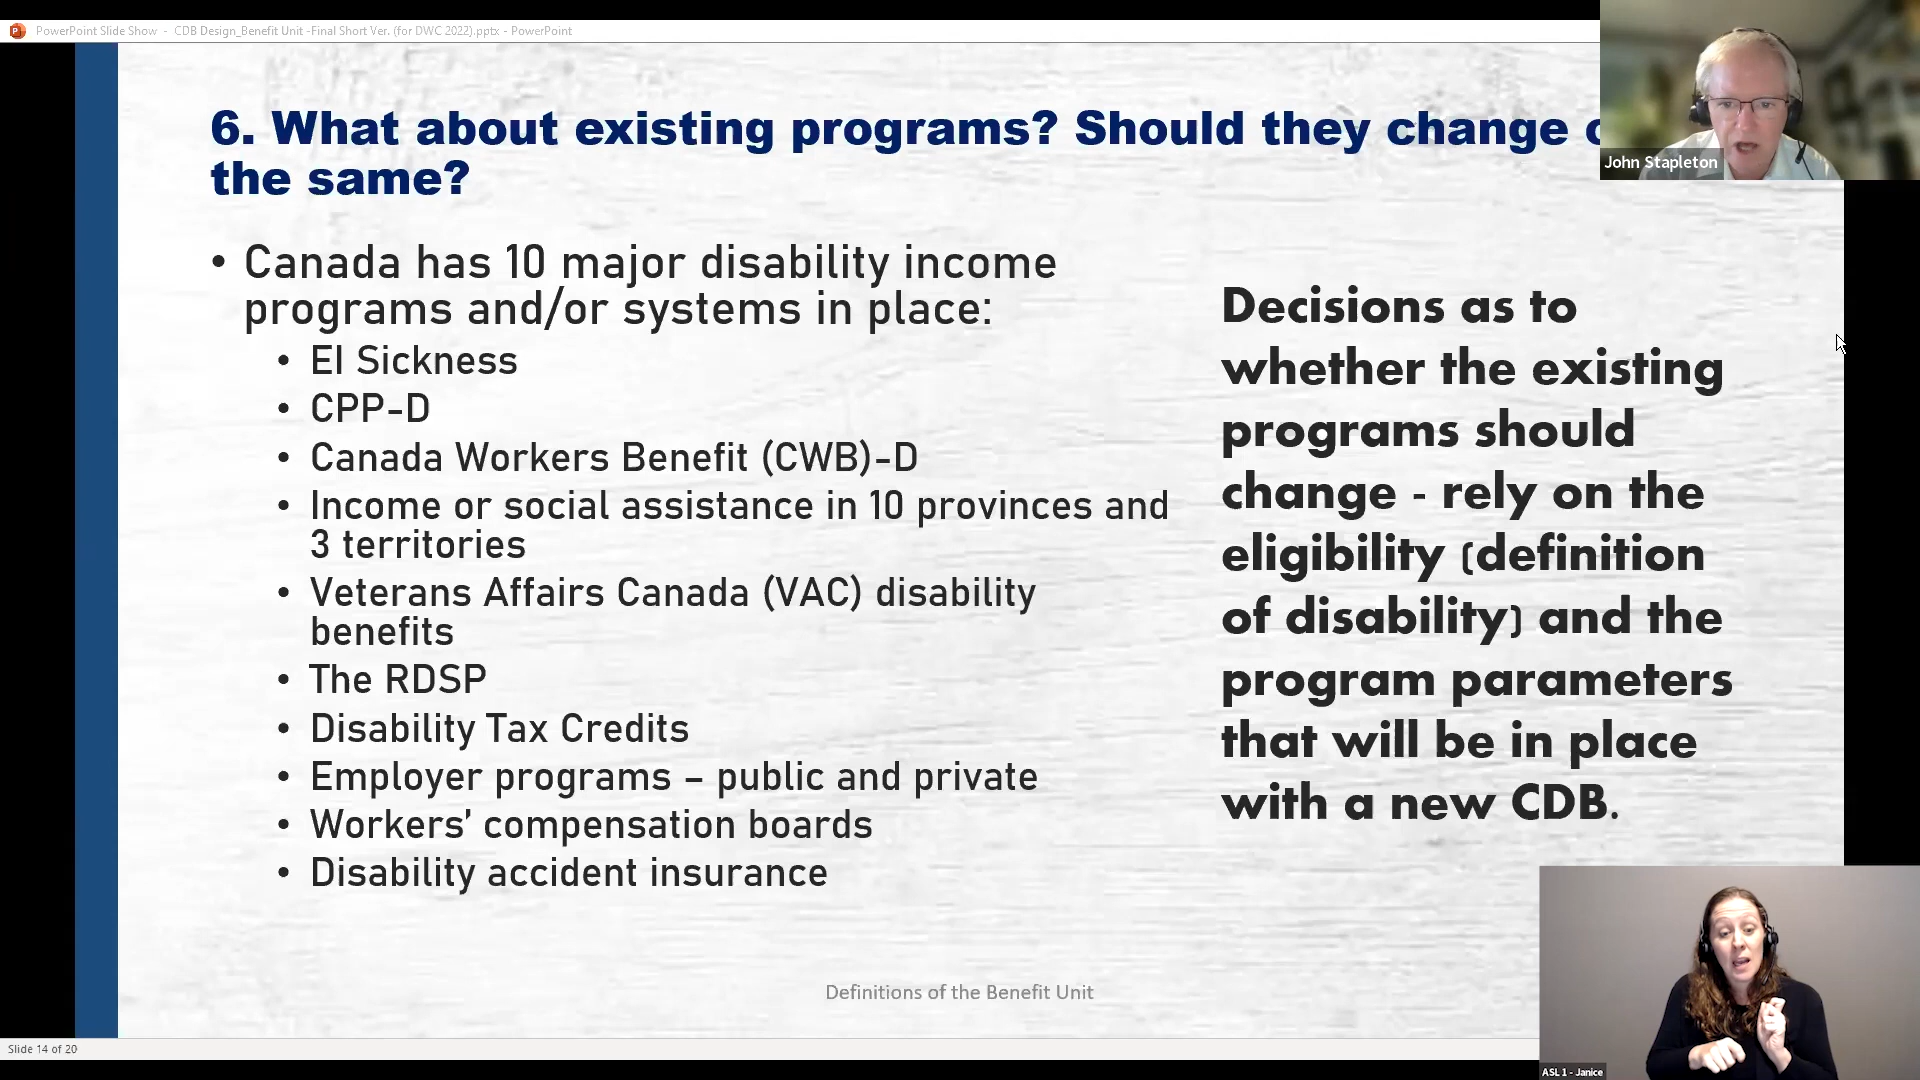 PowerPoint Slide Show - CDB Design_Benefit Unit -Final Short Ver. (for DWC 2022).pptx - PowerPoint
6. What about existing programs? Should they change
the same?
John Stapleton
• Canada has 10 major disability income
programs and/or systems in place:
• EI Sickness
• CPP-D
• Canada Workers Benefit (CWB)-D
• Income or social assistance in 10 provinces and
3 territories
• Veterans Affairs Canada (VAC) disability
benefits
• The RDSP
• Disability Tax Credits
• Employer programs – public and private
• Workers’ compensation boards
• Disability accident insurance
Decisions as to
whether the existing
programs should
change - rely on the
eligibility (definition
of disability) and the
program parameters
that will be in place
with a new CDB.
Definitions of the Benefit Unit
Slide 14 of 20
ASL 1 - Janice